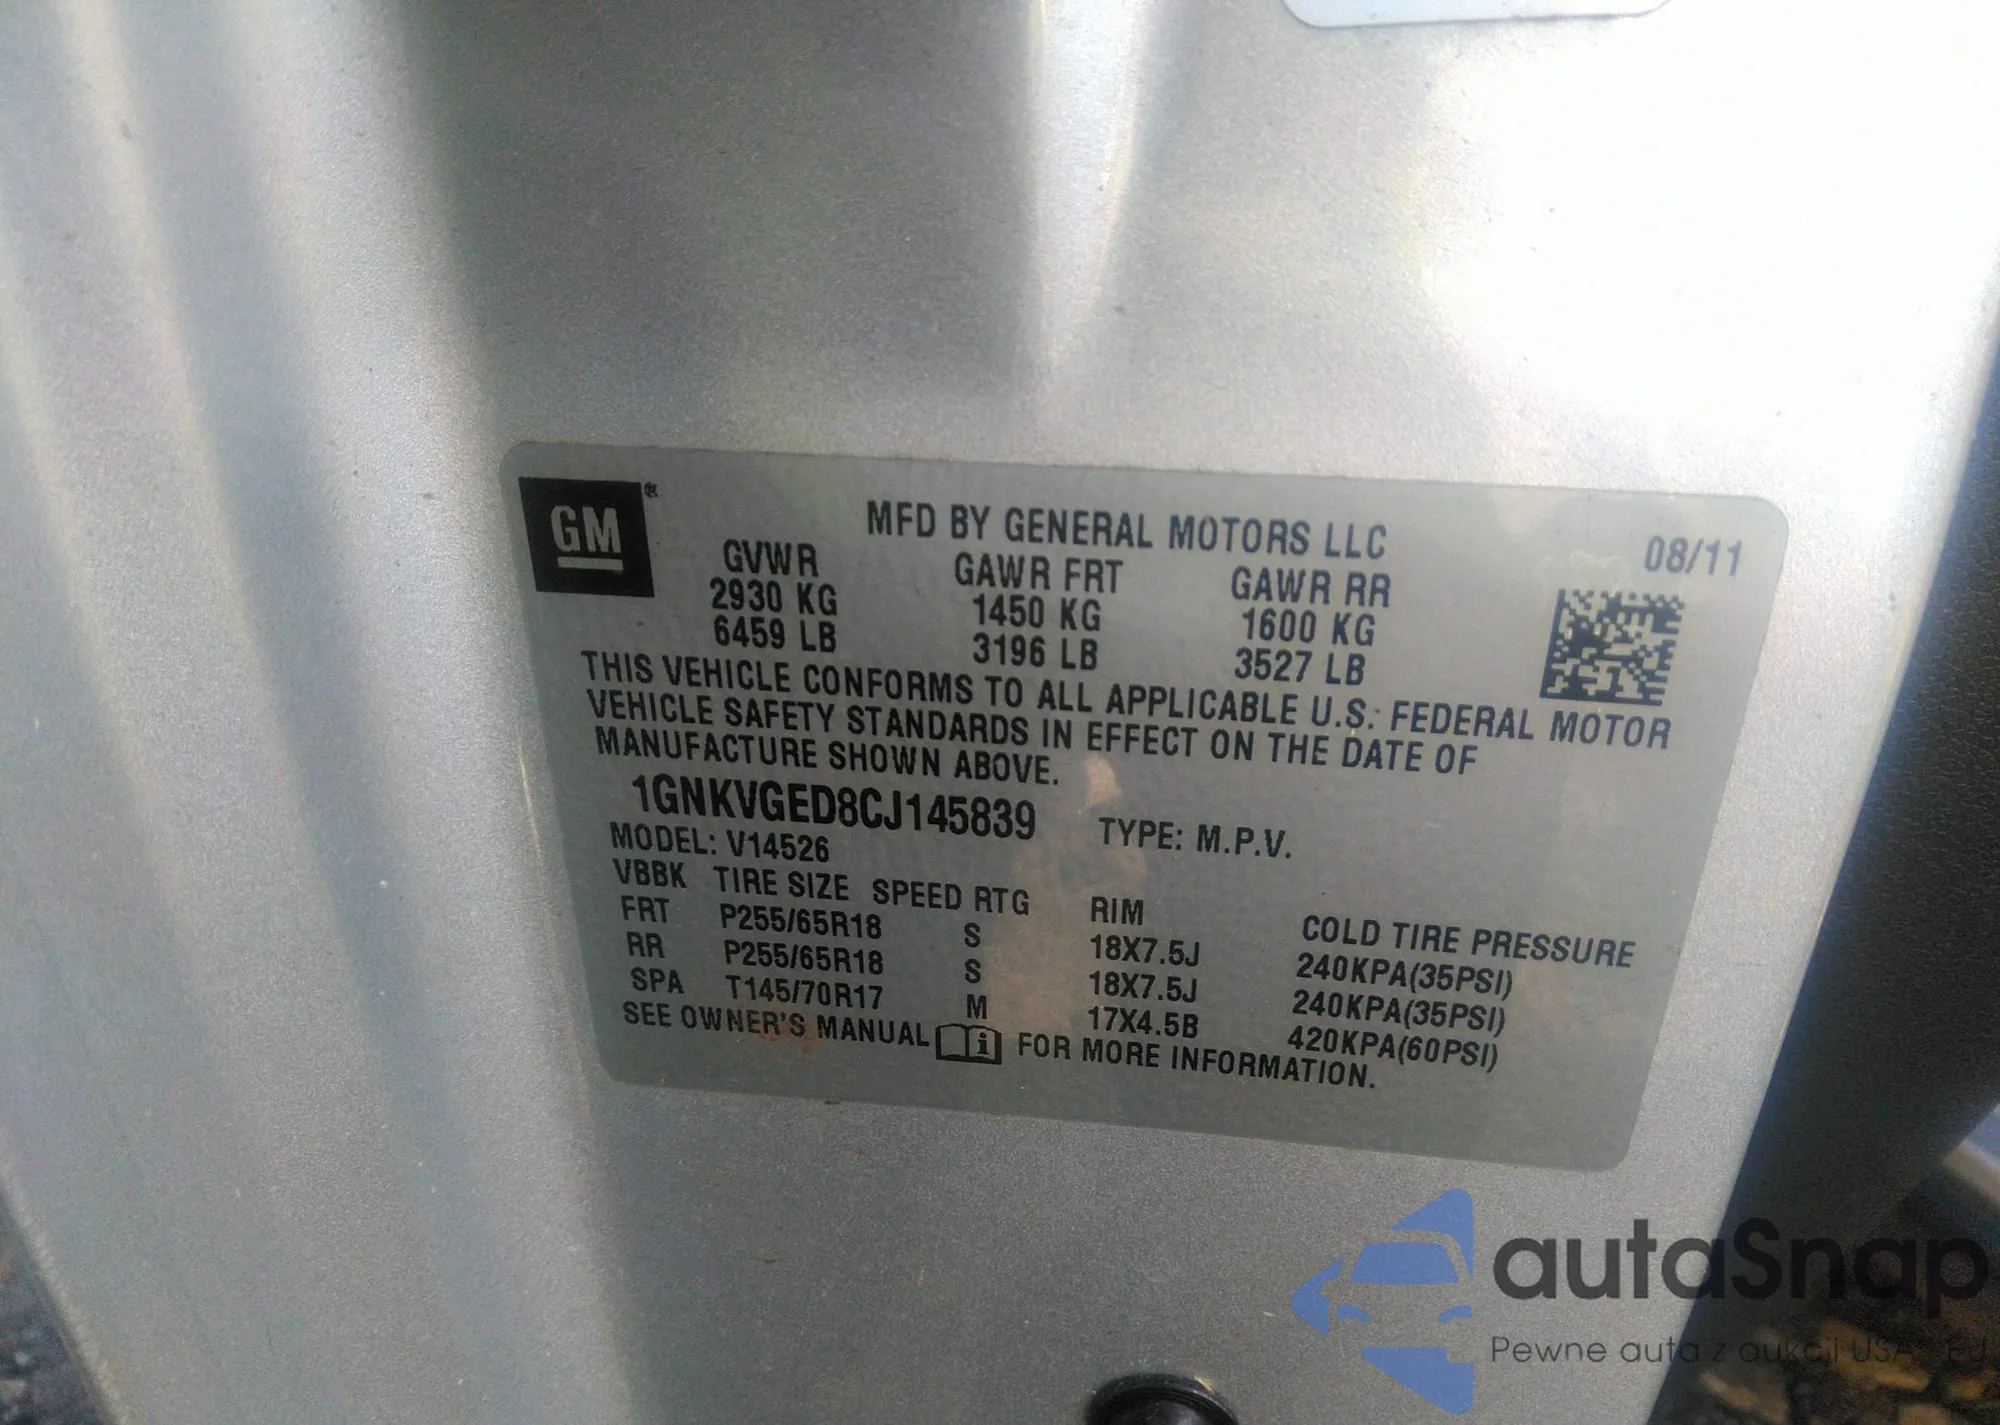 GM®
MFD BY GENERAL MOTORS LLC 08/11
GVWR GAWR FRT GAWR RR
2930 KG 1450 KG 1600 KG
6459 LB 3196 LB 3527 LB
THIS VEHICLE CONFORMS TO ALL APPLICABLE U.S. FEDERAL MOTOR
VEHICLE SAFETY STANDARDS IN EFFECT ON THE DATE OF
MANUFACTURE SHOWN ABOVE.
1GNKVGED8CJ145839 TYPE: M.P.V.
MODEL: V14526
VBBK TIRE SIZE SPEED RTG RIM COLD TIRE PRESSURE
FRT P255/65R18 S 18X7.5J 240KPA(35PSI)
RR P255/65R18 S 18X7.5J 240KPA(35PSI)
SPA T145/70R17 M 17X4.5B 420KPA(60PSI)
SEE OWNER'S MANUAL i FOR MORE INFORMATION.
autaSnap
Pewne auta z aukcji USA